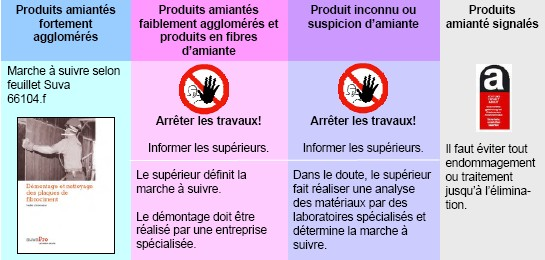 Produits amiantés
fortement
agglomérés
Marche à suivre selon
feuillet Suva
66104.f
Démontage et nettoyage
des plaques de
fibrociment
Produits amiantés
faiblement agglomérés et
produits en fibres
d’amiante
Arrêter les travaux!
Informer les supérieurs.
Le supérieur définit la
marche à suivre.
Le démontage doit être
réalisé par une entreprise
spécialisée.
Produit inconnu ou
suspicion d’amiante
Arrêter les travaux!
Informer les supérieurs.
Dans le doute, le supérieur
fait réaliser une analyse
des matériaux par des
laboratoires spécialisés et
détermine la marche à
suivre.
Produits
amianté signalés
a
Il faut éviter tout
endommagement
ou traitement
jusqu’à l’élimina-
tion.